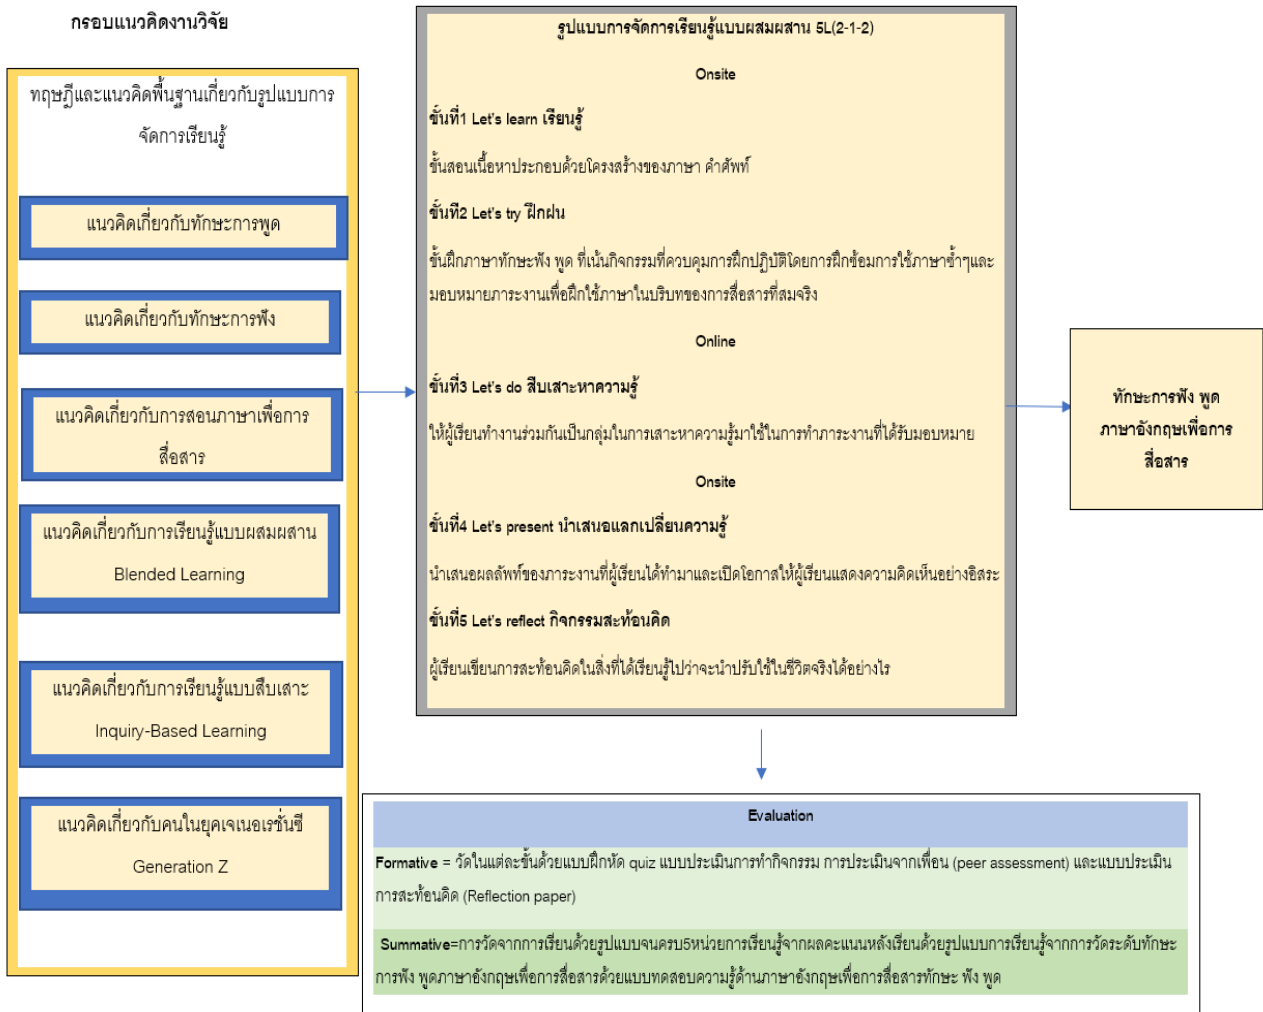 กรอบแนวคิดงานวิจัย
ทฤษฎีและแนวคิดพื้นฐานเกี่ยวกับรูปแบบการ
จัดการเรียนรู้
แนวคิดเกี่ยวกับทักษะการพูด
แนวคิดเกี่ยวกับทักษะการฟัง
แนวคิดเกี่ยวกับการสอนภาษาเพื่อการ
สื่อสาร
แนวคิดเกี่ยวกับการเรียนรู้แบบผสมผสาน
Blended Learning
แนวคิดเกี่ยวกับการเรียนรู้แบบสืบเสาะ
Inquiry-Based Learning
แนวคิดเกี่ยวกับคนในยุคเจเนอเรชั่นซี
Generation Z
รูปแบบการจัดการเรียนรู้แบบผสมผสาน 5L(2-1-2)
Onsite
ขั้นที่1 Let's learn เรียนรู้
ขั้นสอนเนื้อหาประกอบด้วยโครงสร้างของภาษา คำศัพท์
ขั้นที่2 Let's try ฝึกฝน
ขั้นฝึกภาษาทักษะฟัง พูด ที่เน้นกิจกรรมที่ควบคุมการฝึกปฏิบัติโดยการฝึกซ้อมการใช้ภาษาซ้ำๆและ
มอบหมายภาระงานเพื่อฝึกใช้ภาษาในบริบทของการสื่อสารที่สมจริง
Online
ขั้นที่3 Let's do สืบเสาะหาความรู้
ให้ผู้เรียนทำงานร่วมกันเป็นกลุ่มในการเสาะหาความรู้มาใช้ในการทำภาระงานที่ได้รับมอบหมาย
Onsite
ขั้นที่4 Let's present นำเสนอแลกเปลี่ยนความรู้
นำเสนอผลลัพท์ของภาระงานที่ผู้เรียนได้ทำมาและเปิดโอกาสให้ผู้เรียนแสดงความคิดเห็นอย่างอิสระ
ขั้นที่5 Let's reflect กิจกรรมสะท้อนคิด
ผู้เรียนเขียนการสะท้อนคิดในสิ่งที่ได้เรียนรู้ไปว่าจะนำปรับใช้ในชีวิตจริงได้อย่างไร
ทักษะการฟัง พูด
ภาษาอังกฤษเพื่อการ
สื่อสาร
Evaluation
Formative = วัดในแต่ละขั้นด้วยแบบฝึกหัด quiz แบบประเมินการทำกิจกรรม การประเมินจากเพื่อน (peer assessment) และแบบประเมิน
การสะท้อนคิด (Reflection paper)
Summative=การวัดจากการเรียนด้วยรูปแบบจนครบ5หน่วยการเรียนรู้จากผลคะแนนหลังเรียนด้วยรูปแบบการเรียนรู้จากการวัดระดับทักษะ
การฟัง พูดภาษาอังกฤษเพื่อการสื่อสารด้วยแบบทดสอบความรู้ด้านภาษาอังกฤษเพื่อการสื่อสารทักษะ ฟัง พูด